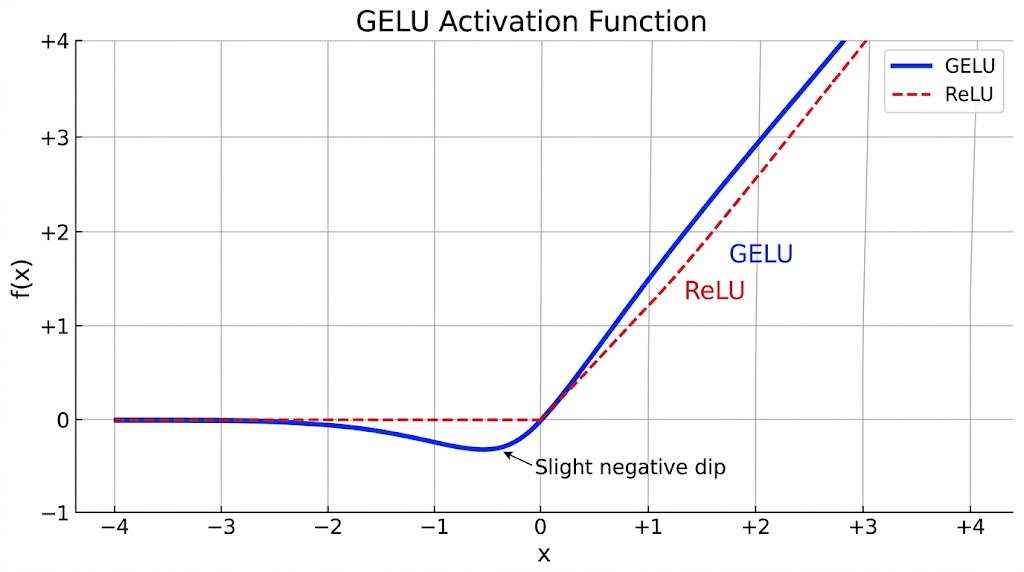 GELU Activation Function
+4
+3
+2
+1
0
−1
f(x)
GELU
ReLU
GELU
ReLU
Slight negative dip
−4
−3
−2
−1
0
+1
+2
+3
+4
x